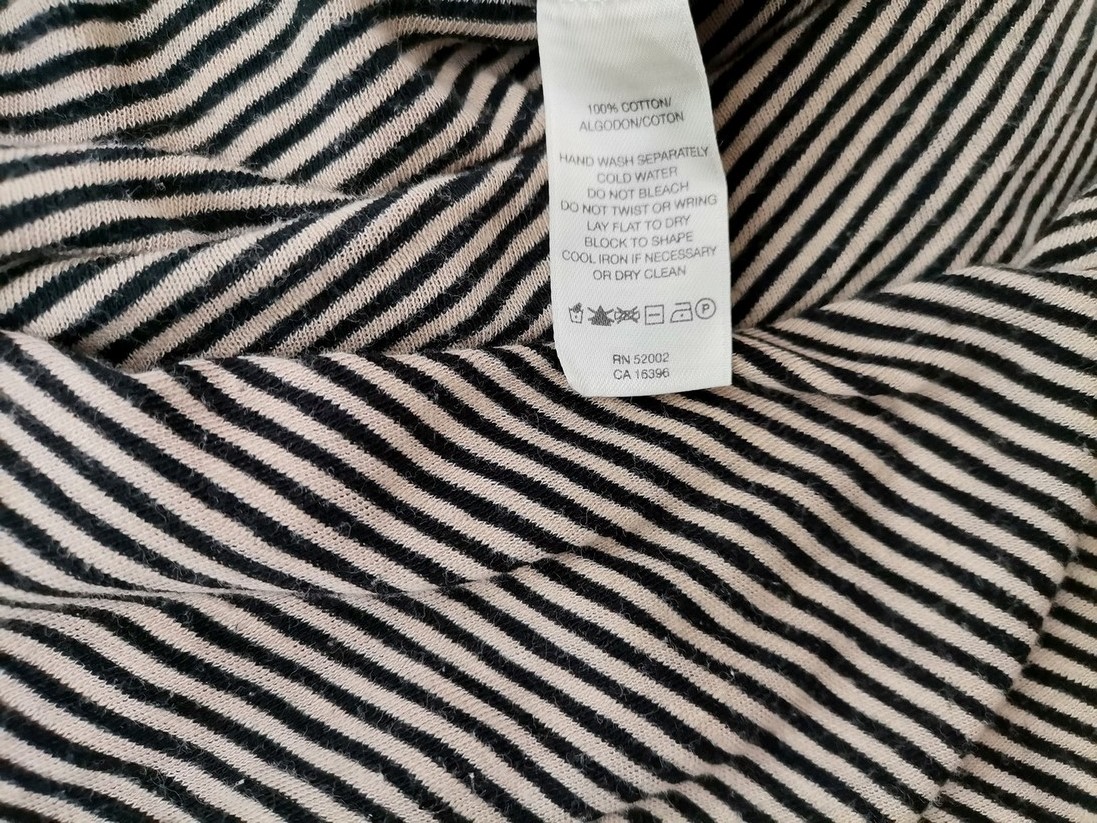 100% COTTON/
ALGODON/COTON
HAND WASH SEPARATELY
COLD WATER
DO NOT BLEACH
DO NOT TWIST OR WRING
LAY FLAT TO DRY
BLOCK TO SHAPE
COOL IRON IF NECESSARY
OR DRY CLEAN
P
RN 52002
CA 16396